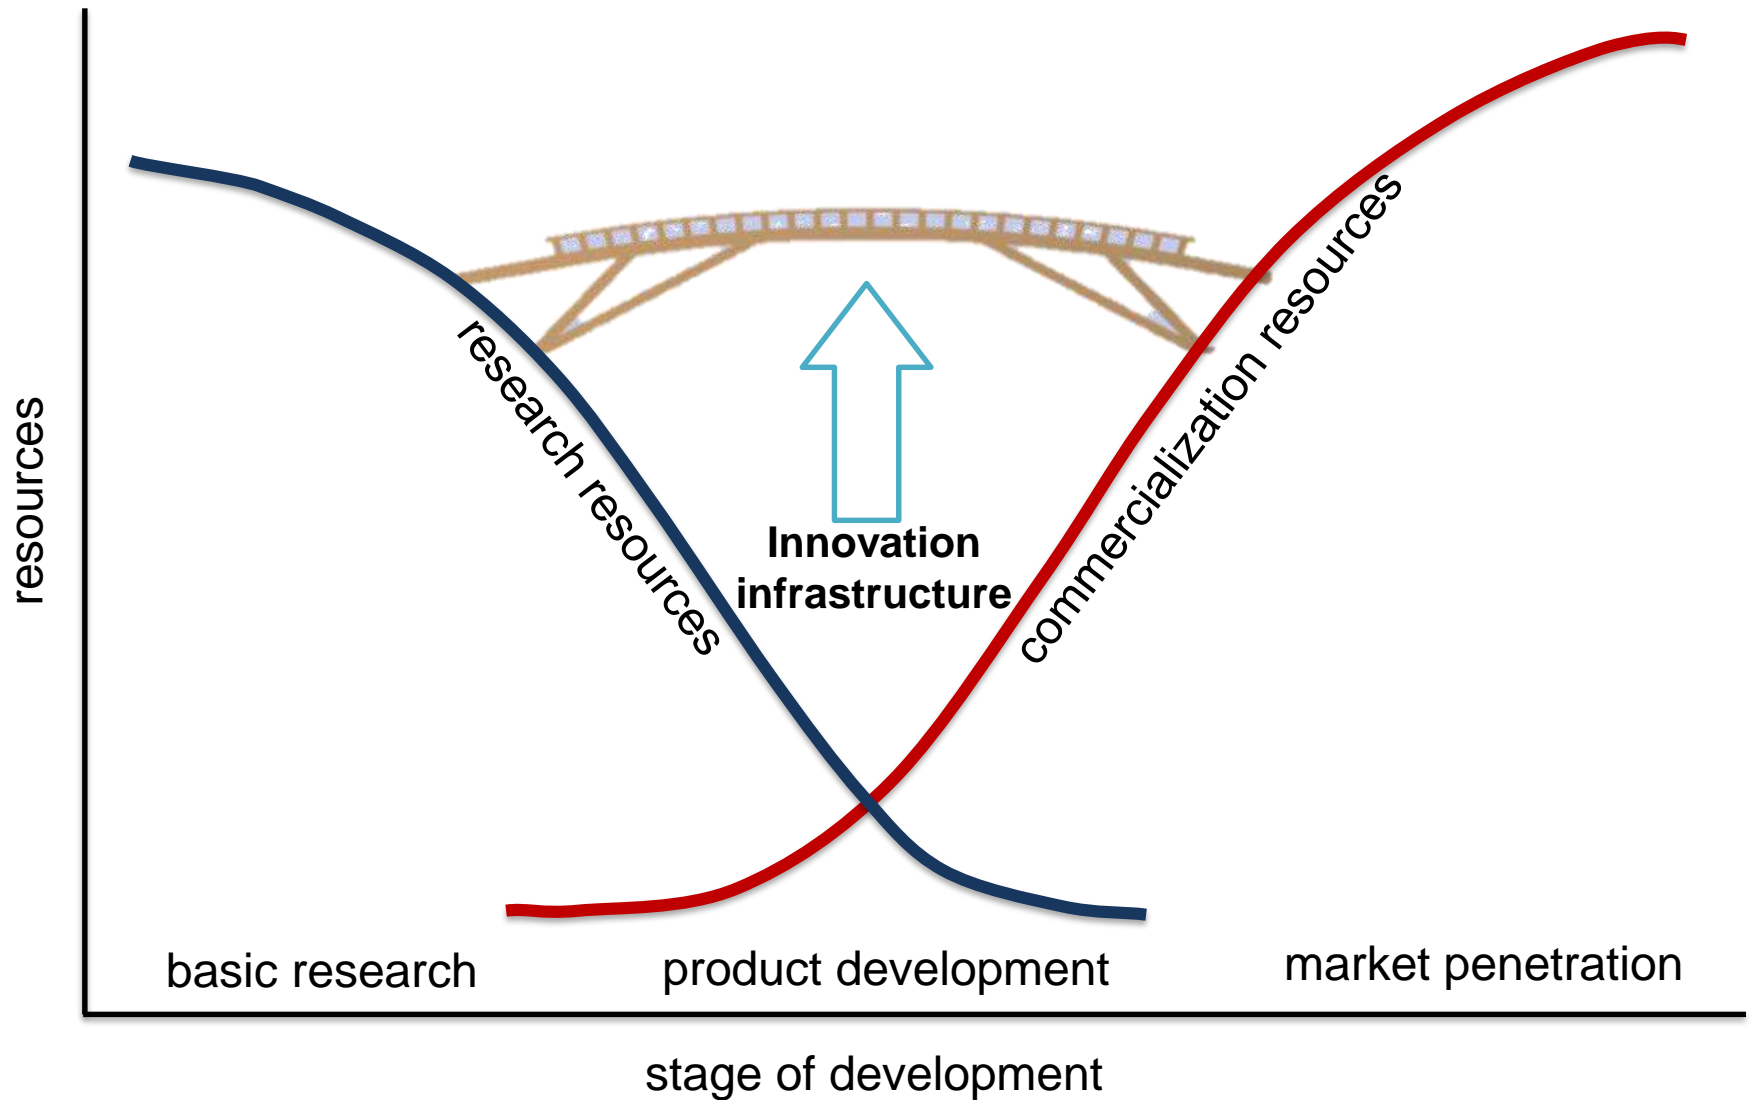 resources
research resources
commercialization resources
Innovation
infrastructure
basic research
product development
market penetration
stage of development